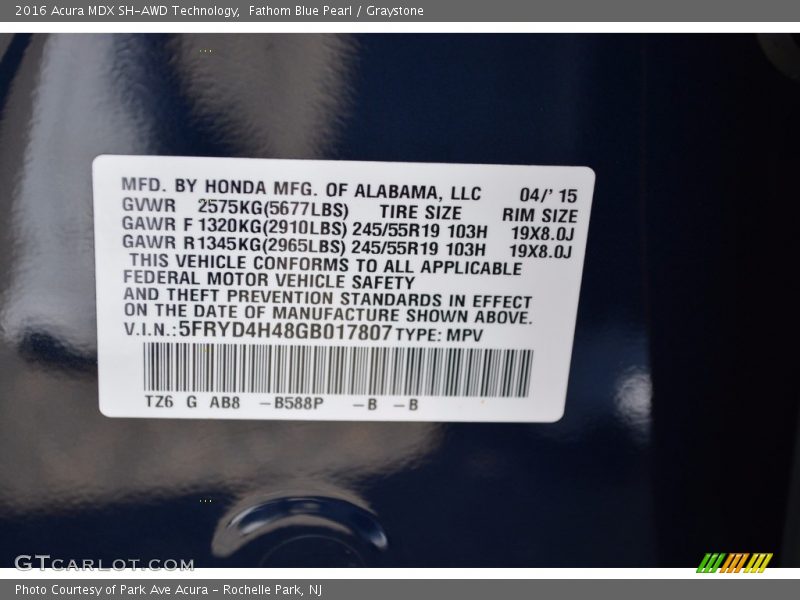 2016 Acura MDX SH-AWD Technology,  Fathom Blue Pearl / Graystone
MFD. BY HONDA MFG. OF ALABAMA, LLC 04/' 15
GVWR 2575KG(5677LBS) TIRE SIZE RIM SIZE
GAWR F 1320KG(2910LBS) 245/55R19 103H 19X8.0J
GAWR R1345KG(2965LBS) 245/55R19 103H 19X8.0J
THIS VEHICLE CONFORMS TO ALL APPLICABLE
FEDERAL MOTOR VEHICLE SAFETY
AND THEFT PREVENTION STANDARDS IN EFFECT
ON THE DATE OF MANUFACTURE SHOWN ABOVE.
V.I.N.:5FRYD4H48GB017807 TYPE: MPV
TZ6 G AB8 -B588P -B -B
GTCARLOT.COM
Photo Courtesy of Park Ave Acura - Rochelle Park, NJ